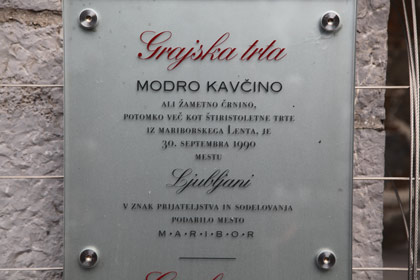 Grajska trta
MODRO KAVČINO
ALI ŽAMETNO ČRNINO,
POTOMKO VEČ KOT ŠTIRISTOLETNE TRTE
IZ MARIBORSKEGA LENTA, JE
30. SEPTEMBRA 1990
MESTU
Ljubljani
V ZNAK PRIJATELJSTVA IN SODELOVANJA
PODARILO MESTO
M·A·R·I·B·O·R